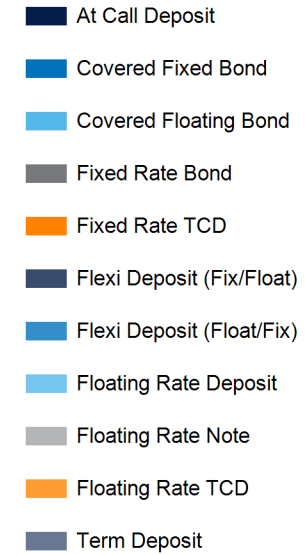 At Call Deposit
Covered Fixed Bond
Covered Floating Bond
Fixed Rate Bond
Fixed Rate TCD
Flexi Deposit (Fix/Float)
Flexi Deposit (Float/Fix)
Floating Rate Deposit
Floating Rate Note
Floating Rate TCD
Term Deposit